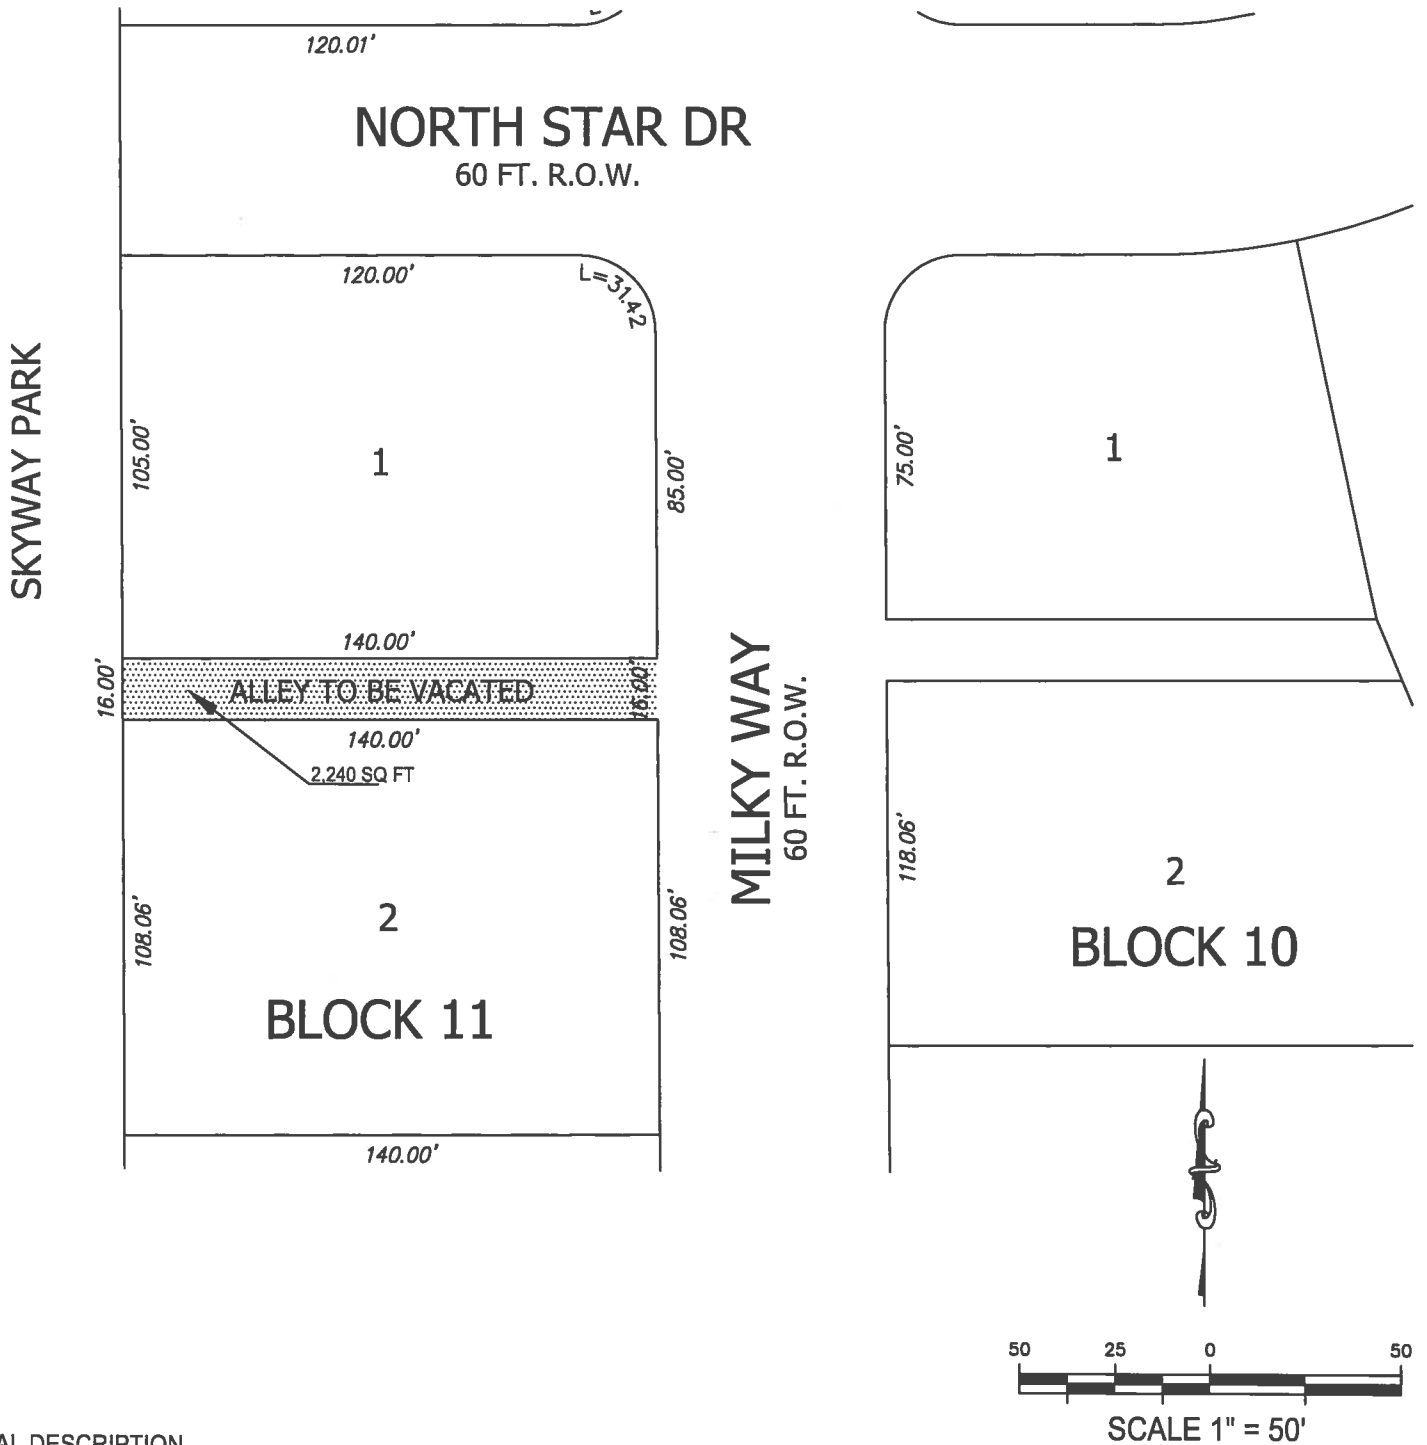 120.01'
NORTH STAR DR
60 FT. R.O.W.
120.00'
L=31.42
SKYWAY PARK
105.00'
1
85.00'
75.00'
1
140.00'
16.00'
ALLEY TO BE VACATED
16.00'
140.00'
2,240 SQ FT
MILKY WAY
60 FT. R.O.W.
118.06'
2
BLOCK 10
108.06'
2
108.06'
BLOCK 11
140.00'
50 25 0 50
SCALE 1" = 50'
DESCRIPTION